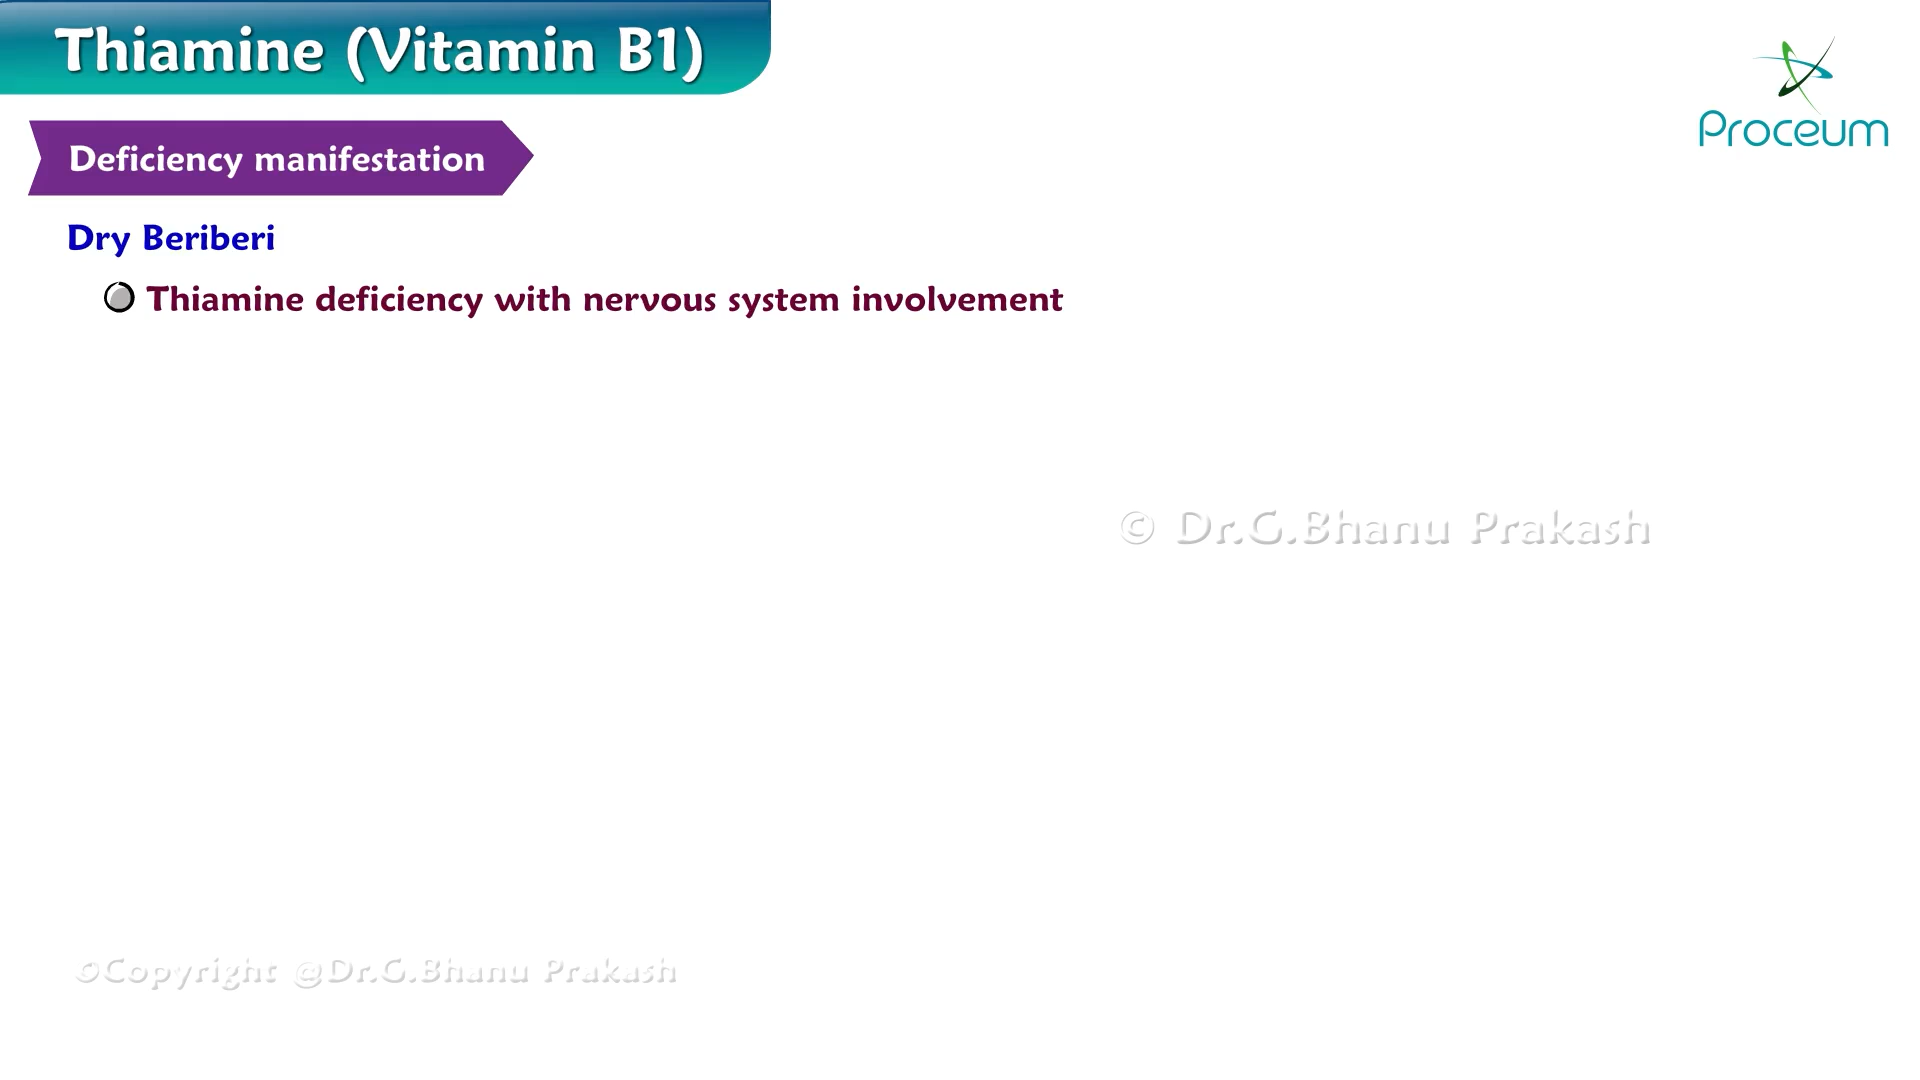 Thiamine (Vitamin B1)
Proceum
Deficiency manifestation
Dry Beriberi
Thiamine deficiency with nervous system involvement
© Dr.G.Bhanu Prakash
©Copyright @Dr.G.Bhanu Prakash